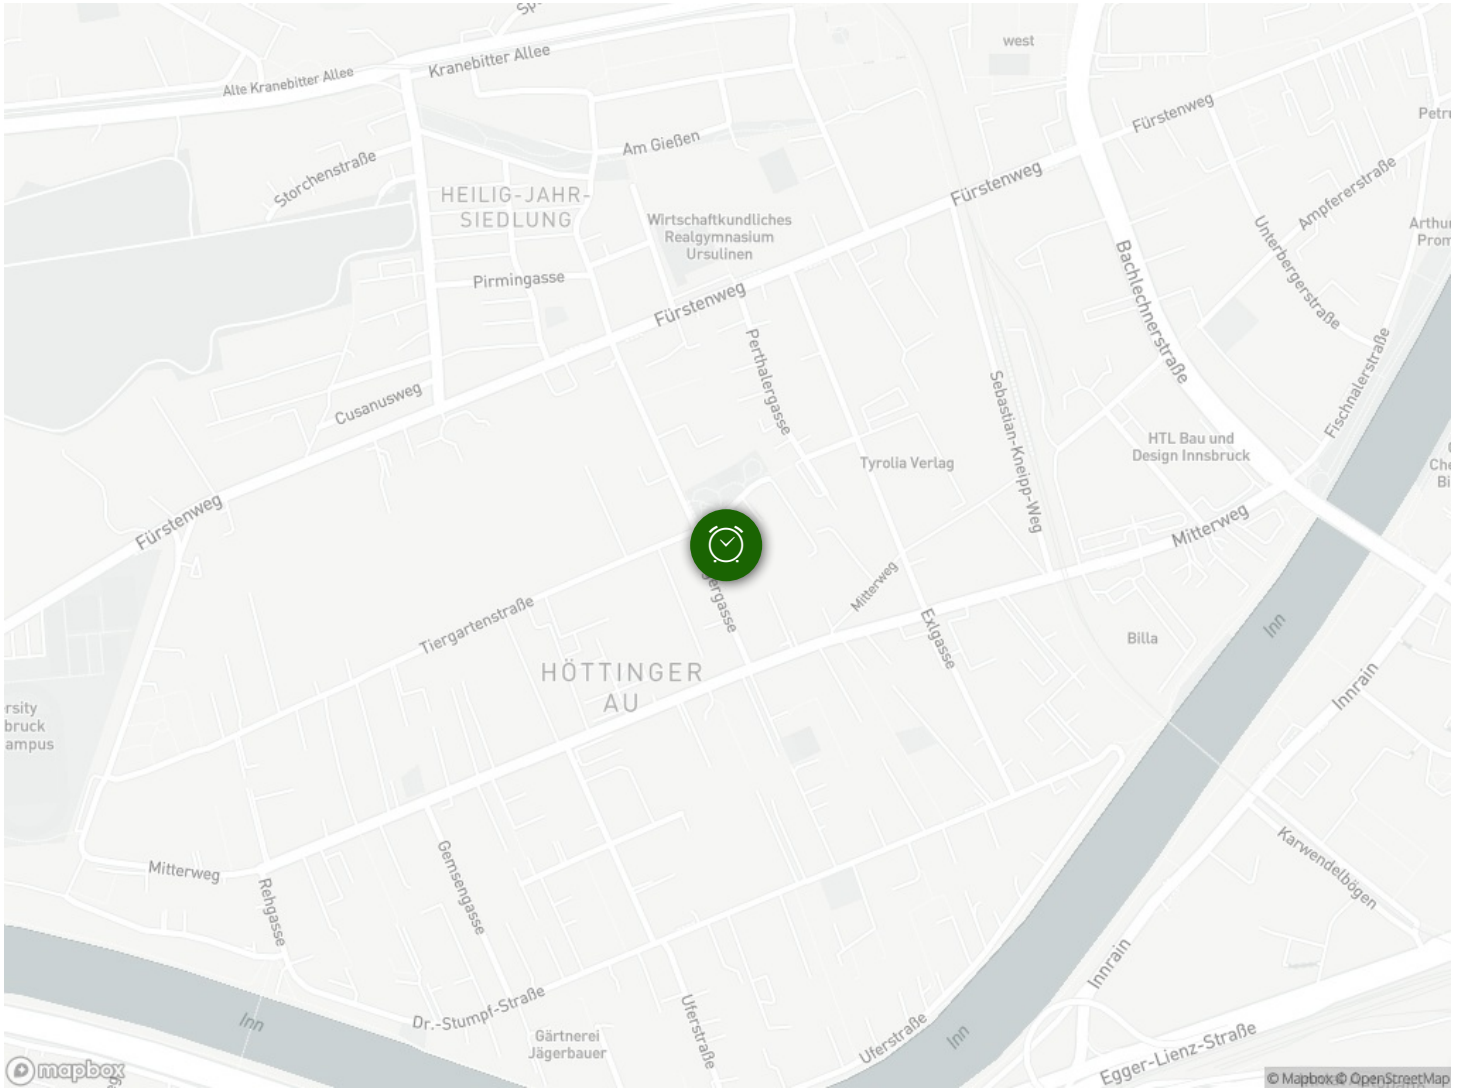 Kranebitter Allee
Alte Kranebitter Allee
west
Fürstenweg
Am Gießen
Storchenstraße
HEILIG-JAHR-
SIEDLUNG
Wirtschaftkundliches
Realgymnasium
Ursulinen
Fürstenweg
Ampfererstraße
Unterbergerstraße
Bachlechnerstraße
Pirmingasse
Fürstenweg
Perthalergasse
Fischnalerstraße
Cusanusweg
Sebastian-Kneipp-Weg
HTL Bau und
Design Innsbruck
Tyrolia Verlag
Fürstenweg
Mitterweg
Mitterweg
Tiergartenstraße
Exlgasse
Inn
Billa
HÖTTINGER
AU
Innrain
Karwendelbögen
Mitterweg
Gemsengasse
Rehgasse
Innrain
Dr.-Stumpf-Straße
Inn
Uferstraße
Uferstraße
Inn
Gärtnerei
Jägerbauer
Egger-Lienz-Straße
mapbox
© Mapbox © OpenStreetMap